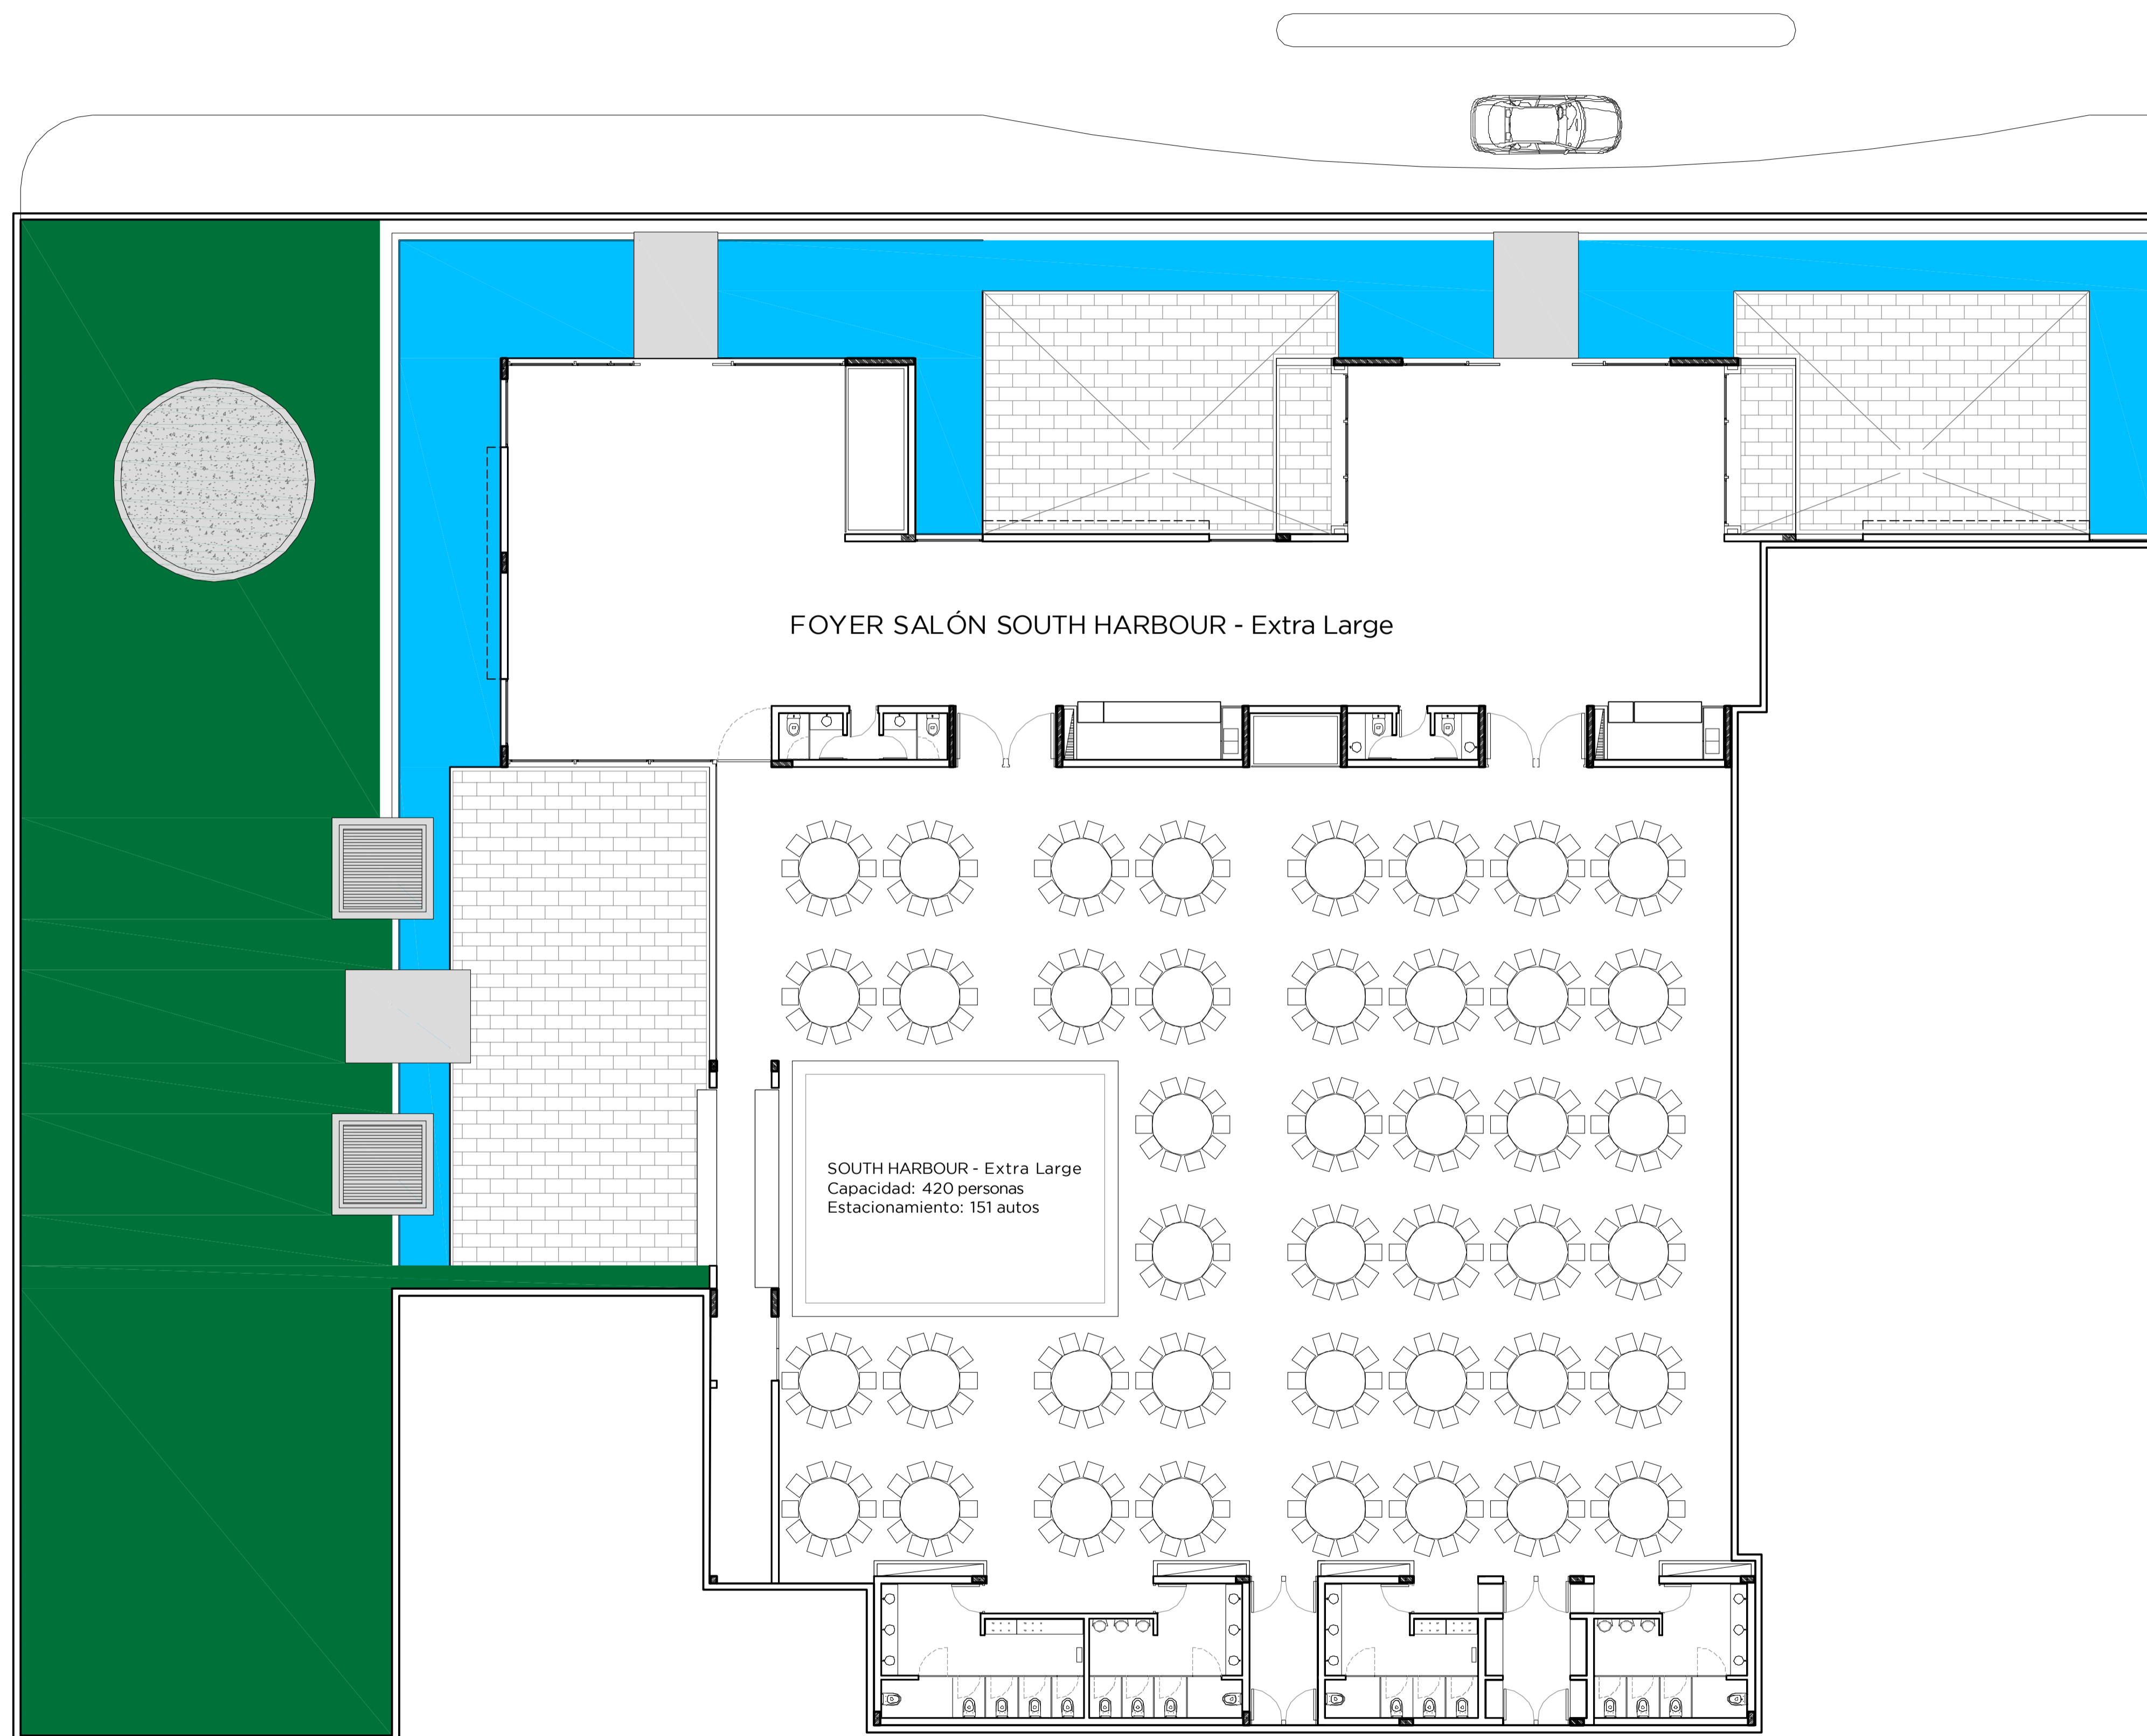 FOYER SALÓN SOUTH HARBOUR - Extra Large
SOUTH HARBOUR - Extra Large
Capacidad: 420 personas
Estacionamiento: 151 autos